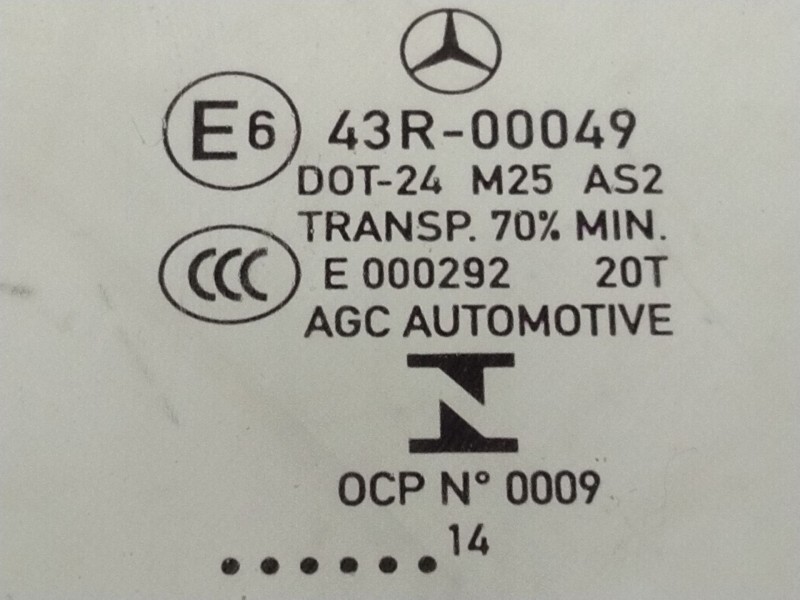 E6 43R-00049
DOT-24 M25 AS2
TRANSP. 70% MIN.
CCC E 000292 20T
AGC AUTOMOTIVE
OCP N° 0009
...... 14